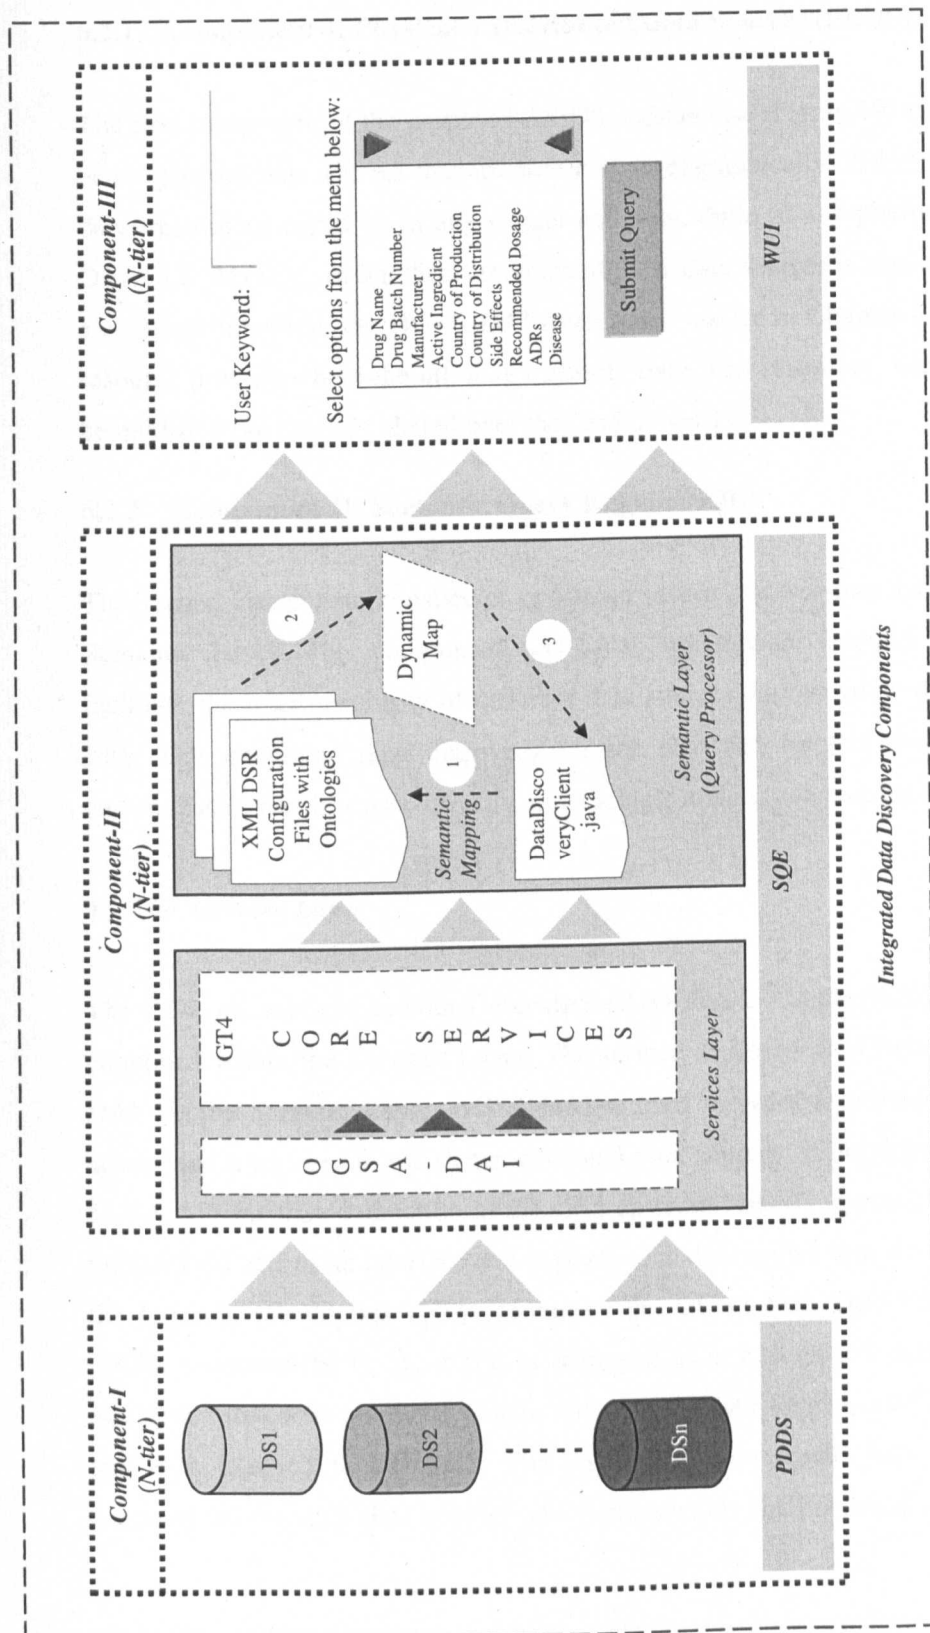 Component-I
(N-tier)
DS1
DS2
DSn
PDDS
Component-II
(N-tier)
O
G
S
A
-
D
A
I
GT4
C
O
R
E
S
E
R
V
I
C
E
S
Services Layer
XML DSR
Configuration
Files with
Ontologies
Semantic
Mapping
1
2
Dynamic
Map
3
DataDisco
veryClient
.java
Semantic Layer
(Query Processor)
SQE
Component-III
(N-tier)
User Keyword:
Select options from the menu below:
Drug Name
Drug Batch Number
Manufacturer
Active Ingredient
Country of Production
Country of Distribution
Side Effects
Recommended Dosage
ADRs
Disease
Submit Query
WUI
Integrated Data Discovery Components